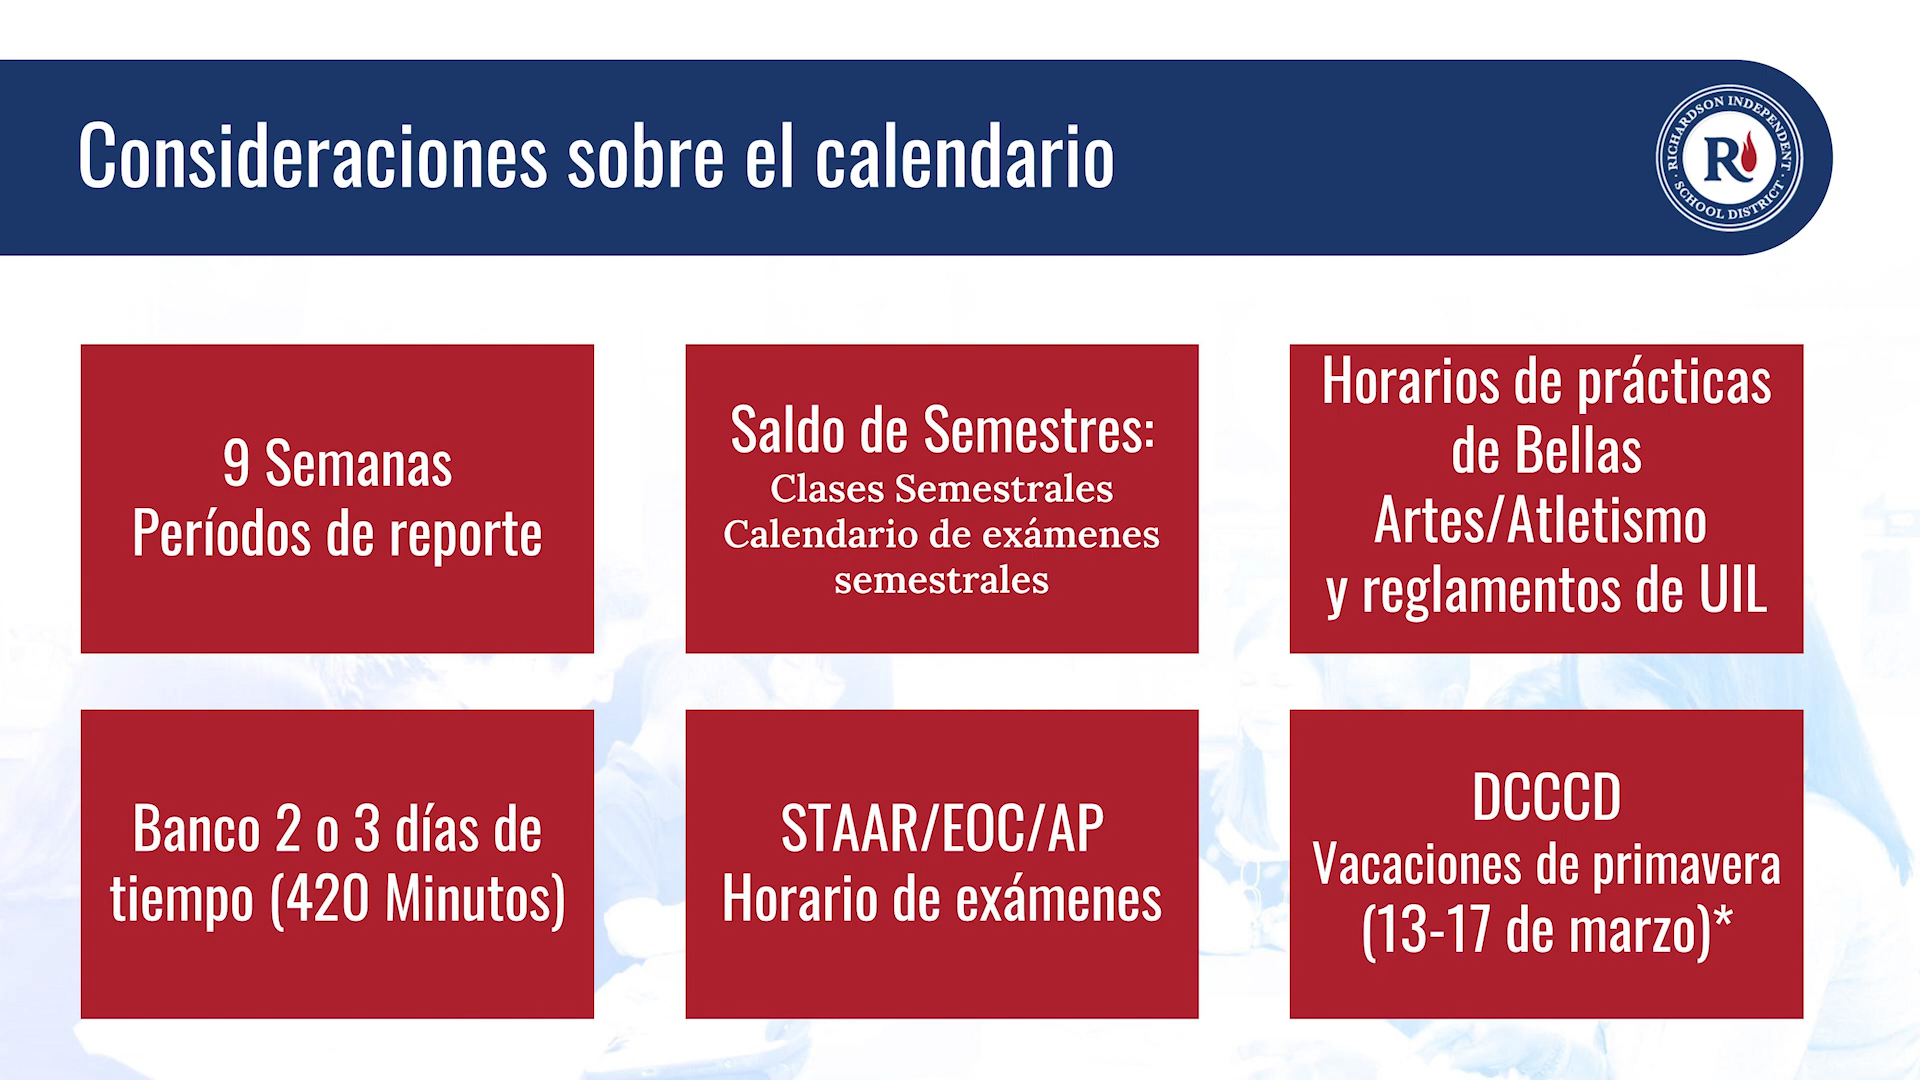 Consideraciones sobre el calendario
RICHARDSON INDEPENDENT
SCHOOL DISTRICT
R
9 Semanas
Períodos de reporte
Saldo de Semestres:
Clases Semestrales
Calendario de exámenes
semestrales
Horarios de prácticas
de Bellas
Artes/Atletismo
y reglamentos de UIL
Banco 2 o 3 días de
tiempo (420 Minutos)
STAAR/EOC/AP
Horario de exámenes
DCCCD
Vacaciones de primavera
(13-17 de marzo)*